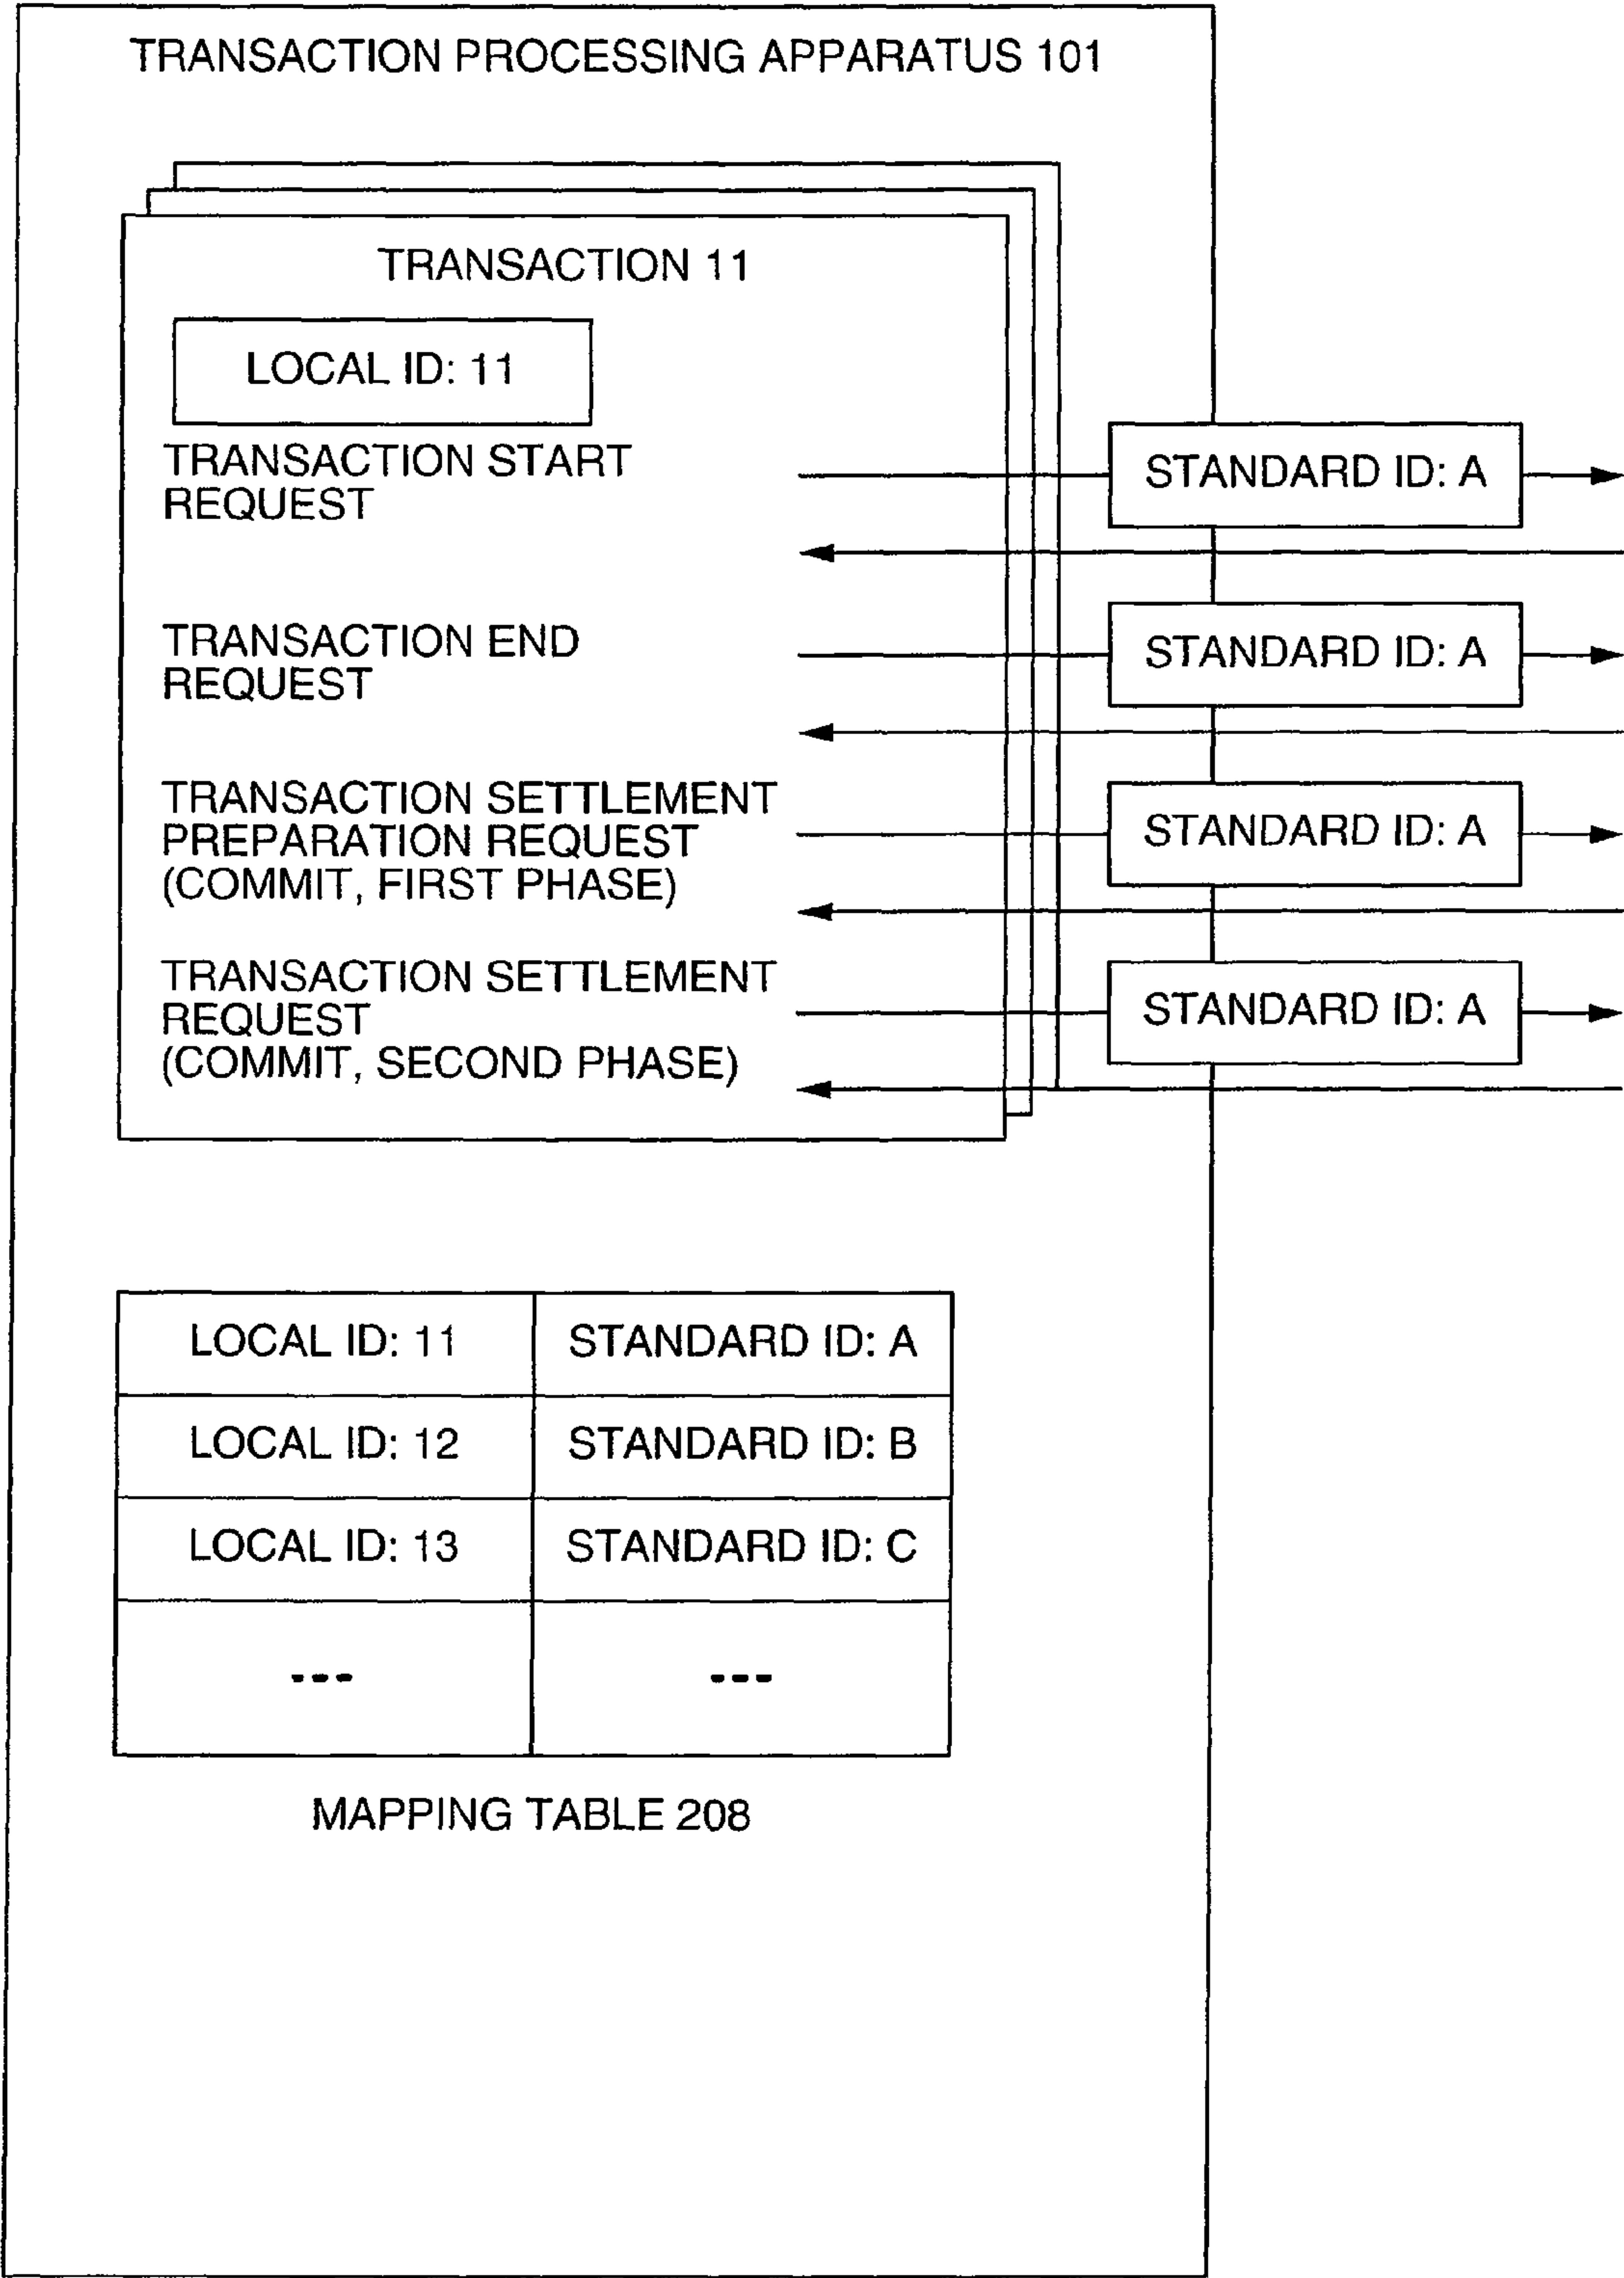 TRANSACTION PROCESSING APPARATUS 101
TRANSACTION 11
LOCAL ID: 11
TRANSACTION START
REQUEST
STANDARD ID: A
TRANSACTION END
REQUEST
STANDARD ID: A
TRANSACTION SETTLEMENT
PREPARATION REQUEST
(COMMIT, FIRST PHASE)
STANDARD ID: A
TRANSACTION SETTLEMENT
REQUEST
(COMMIT, SECOND PHASE)
STANDARD ID: A
LOCAL ID: 11 STANDARD ID: A
LOCAL ID: 12 STANDARD ID: B
LOCAL ID: 13 STANDARD ID: C
--- ---
MAPPING TABLE 208